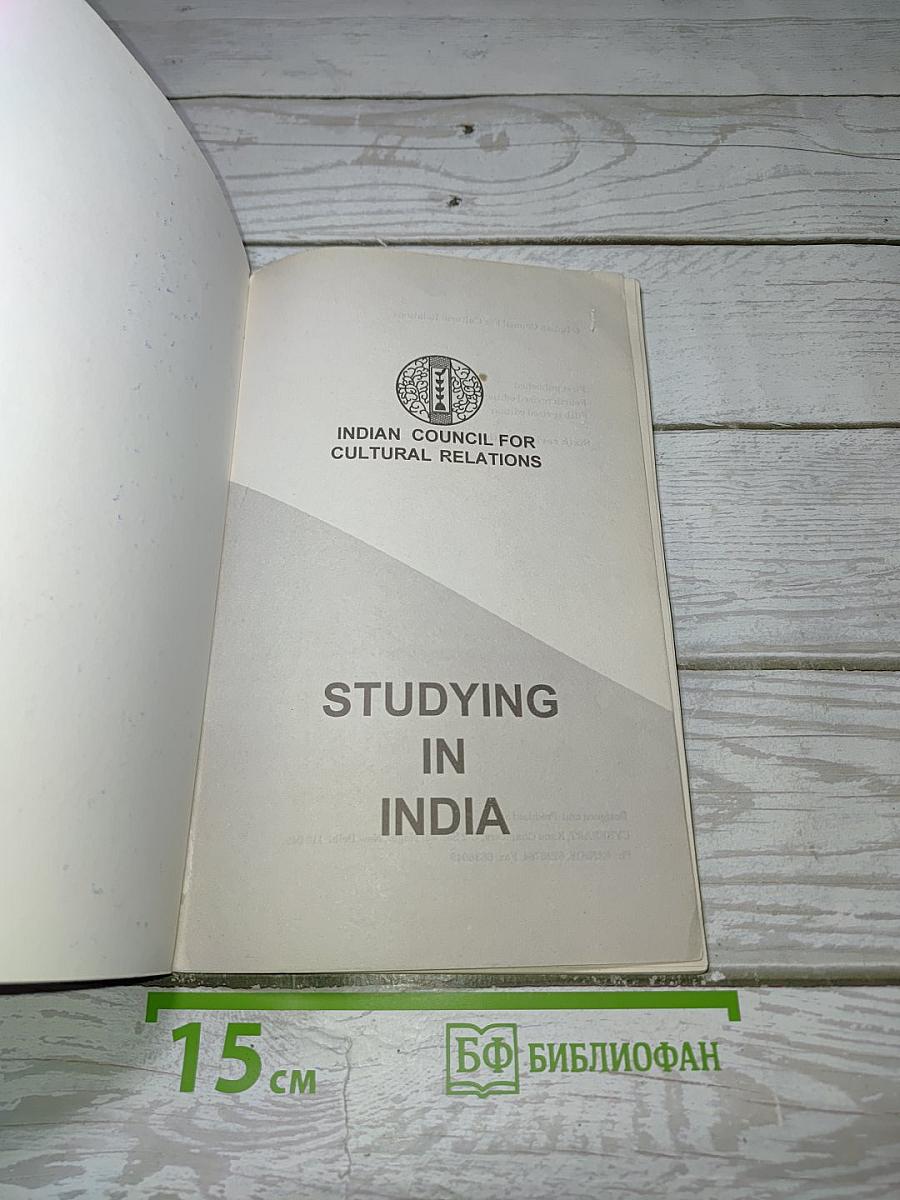 INDIAN COUNCIL FOR
CULTURAL RELATIONS
STUDYING
IN
INDIA
15 см
БФ БИБЛИОФАН